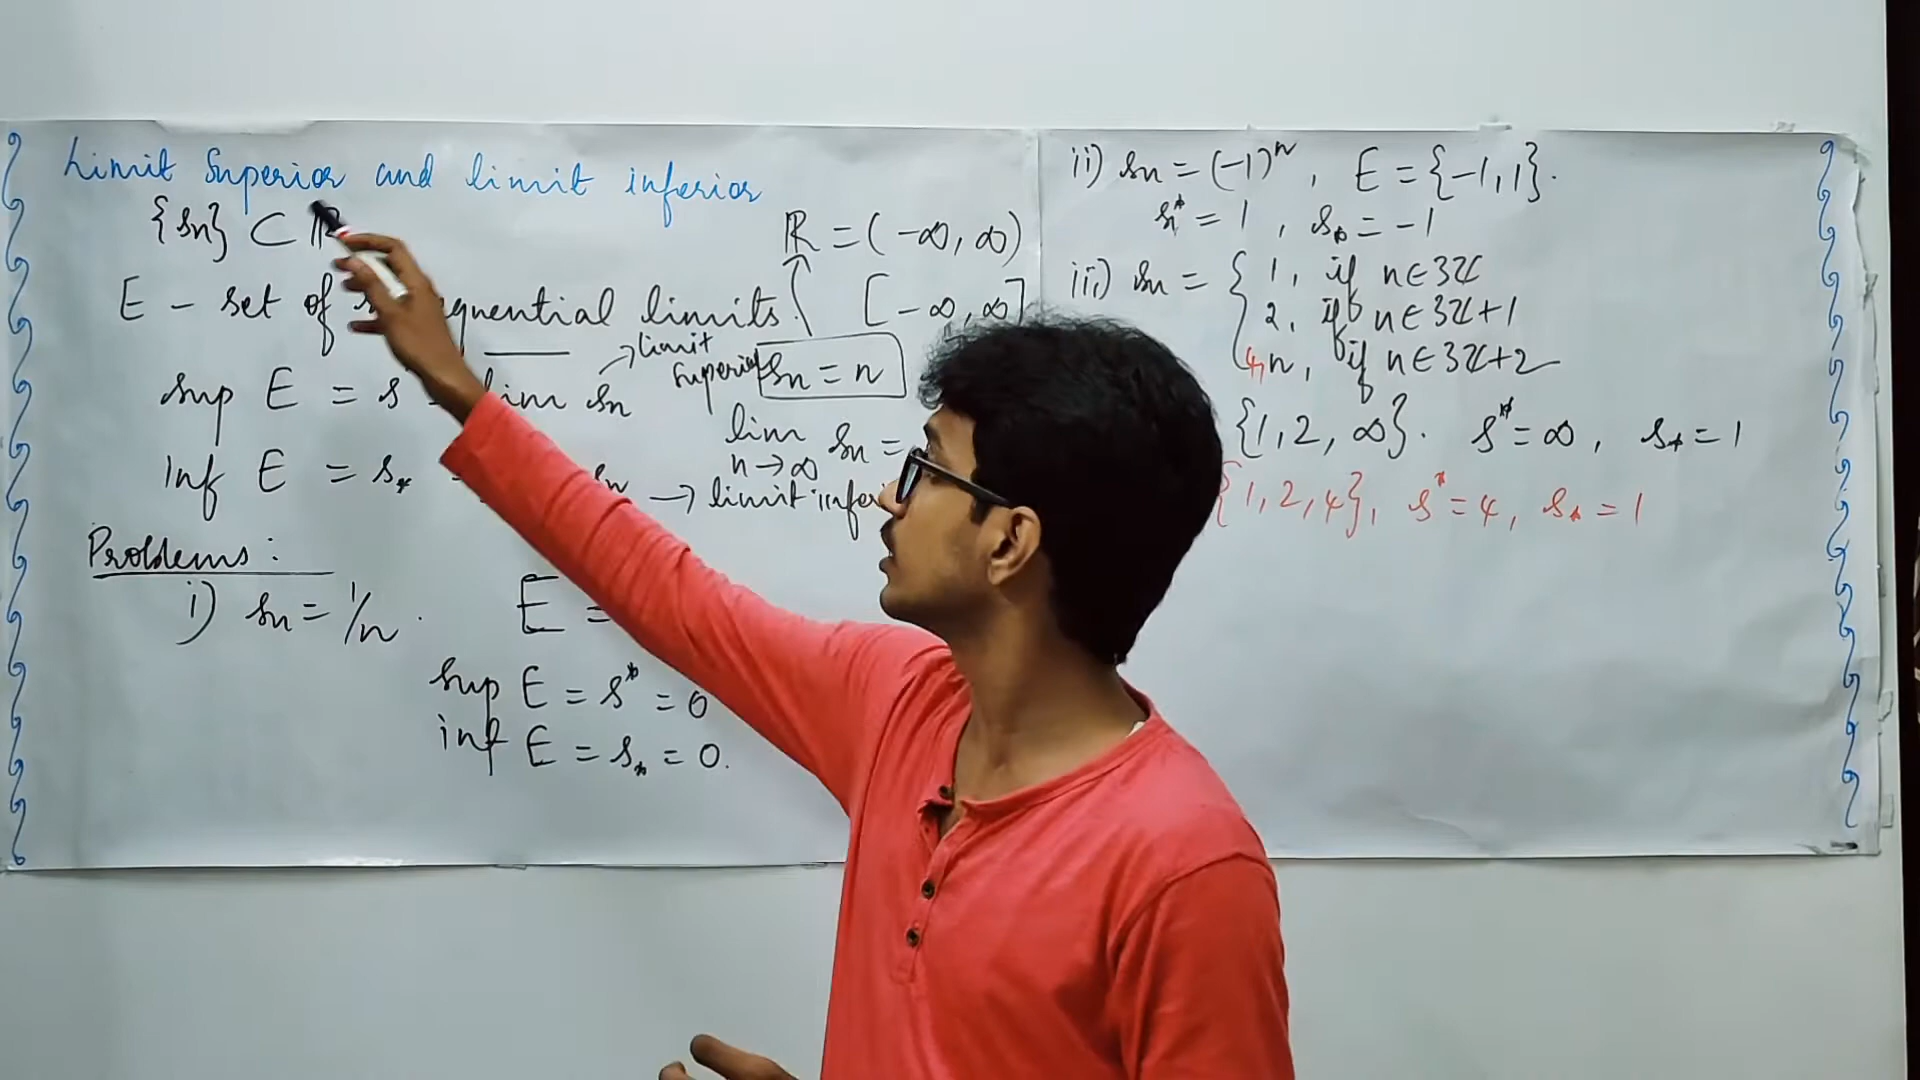 Limit Superior and limit inferior
{sn} ⊂ ℝ
ℝ = (-∞, ∞)
E - set of sequential limits.
[-∞, ∞]
sup E = s = lim sn → limit Superior
sn = n
lim n→∞ sn =
inf E = s* sn → limit infer
Problems :
i) sn = 1/n . E =
sup E = s* = 0
inf E = s* = 0.
ii) sn = (-1)^n , E = {-1, 1}.
s* = 1 , s* = -1
iii) sn = { 1, if n ∈ 3ℤ
2, if n ∈ 3ℤ+1
4, n, if n ∈ 3ℤ+2
{1, 2, ∞}. s* = ∞ , s* = 1
{1, 2, 4}, s* = 4, s* = 1